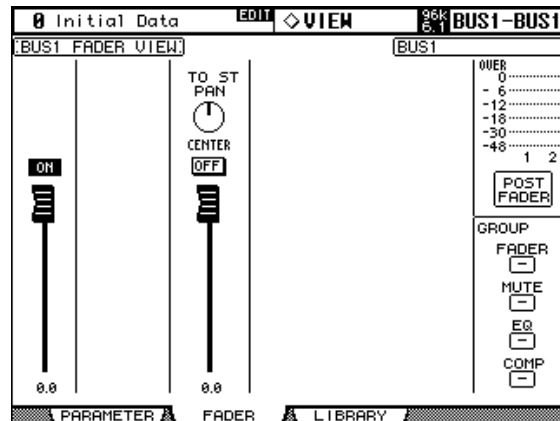 0 Initial Data EDIT ◇VIEW 96k 6.1 BUS1-BUS1
BUS1 FADER VIEW BUS1
TO ST
PAN
CENTER
ON OFF
0.0 0.0
OVER
0
- 6
-12
-18
-30
-48
1 2
POST
FADER
GROUP
FADER
-
MUTE
-
EQ
-
COMP
-
PARAMETER FADER LIBRARY